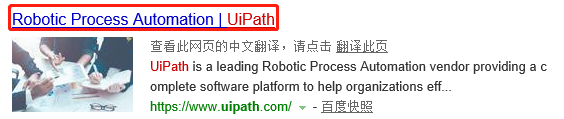 Robotic Process Automation | UiPath
查看此网页的中文翻译，请点击 翻译此页
UiPath is a leading Robotic Process Automation vendor providing a c
omplete software platform to help organizations eff...
https://www.uipath.com/ - 百度快照